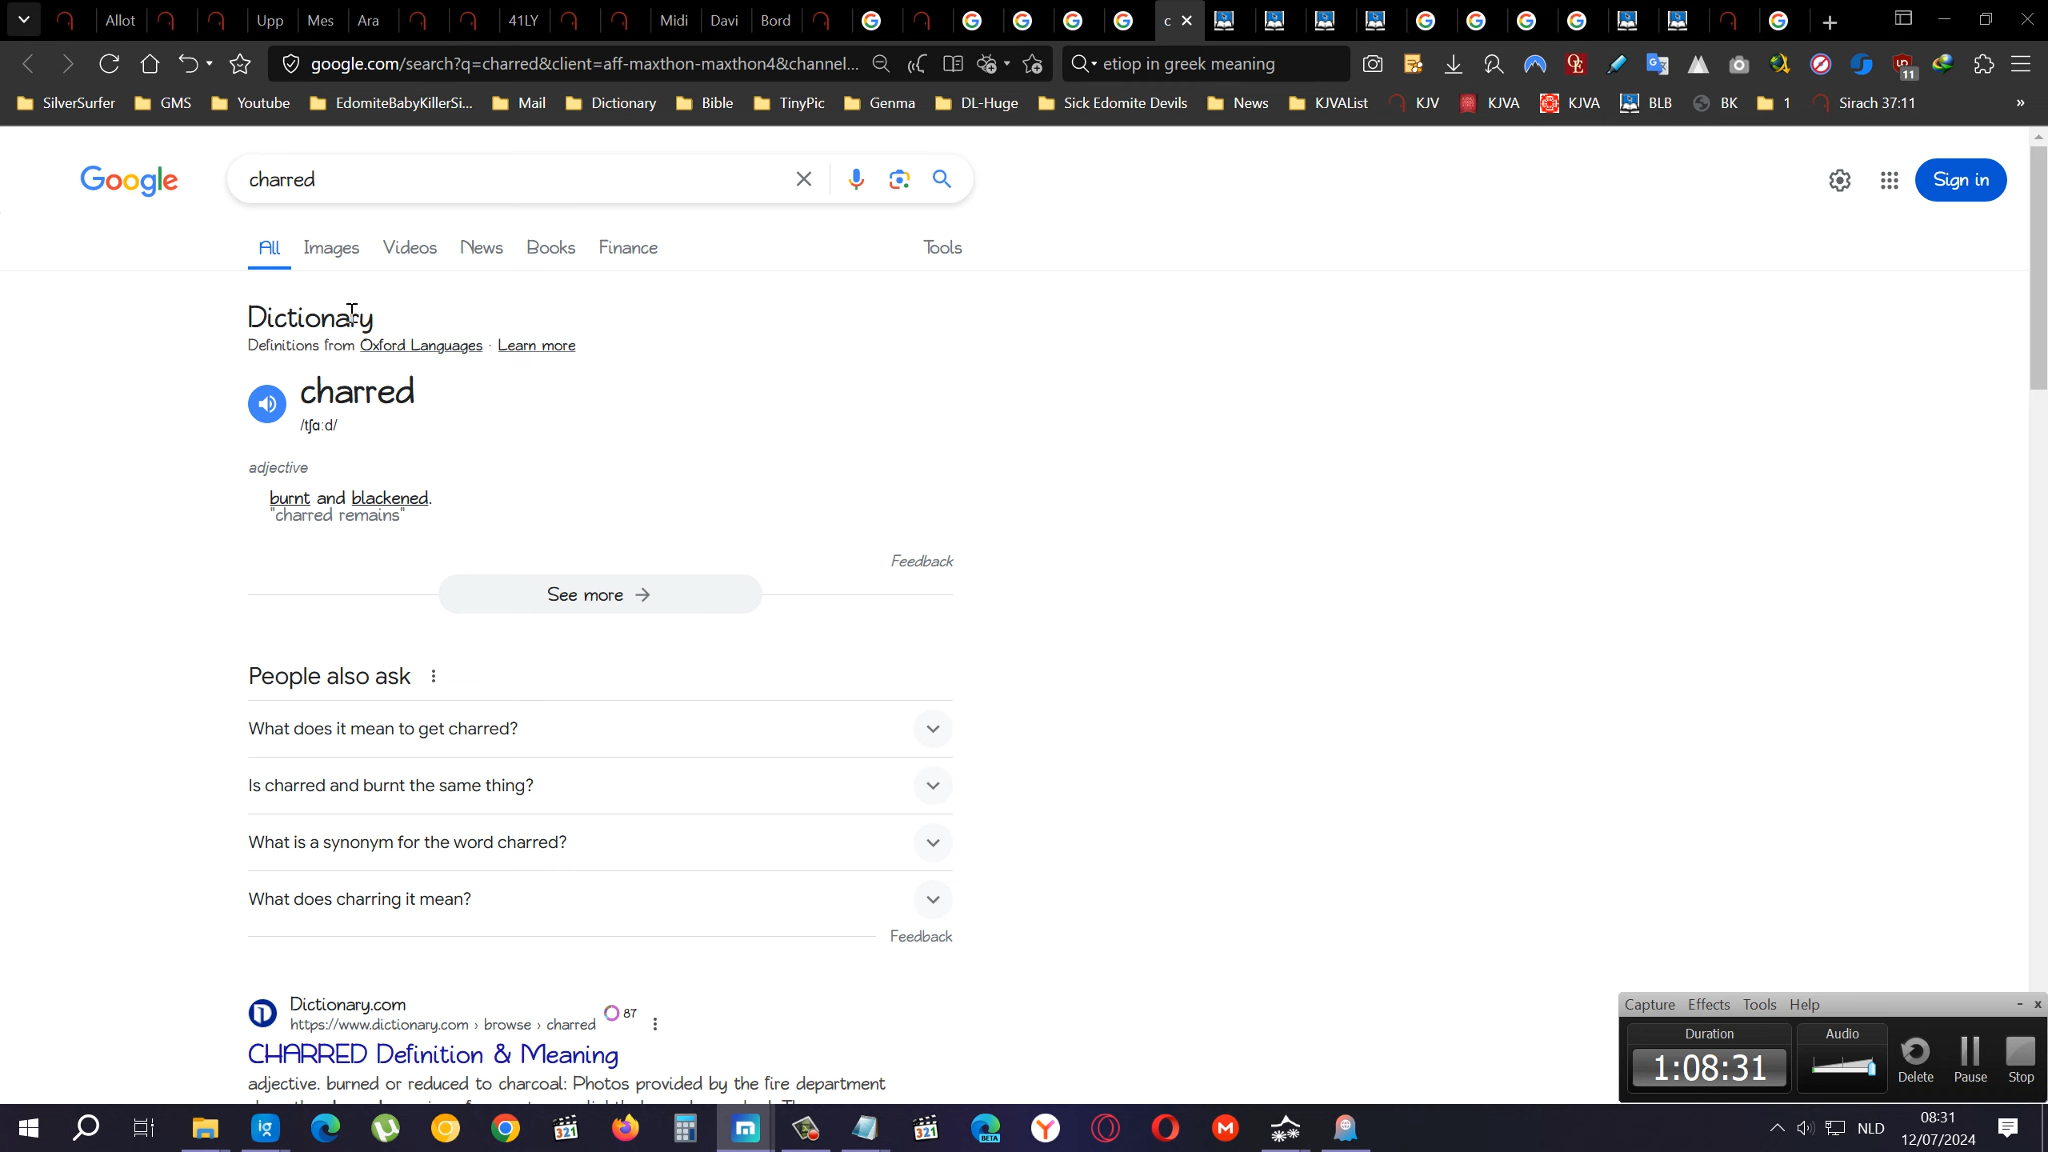 Allot
Upp
Mes
Ara
41LY
Midi
Davi
Bord
c
google.com/search?q=charred&client=aff-maxthon-maxthon4&channel...
etiop in greek meaning
11
SilverSurfer
GMS
Youtube
EdomiteBabyKillerSi...
Mail
Dictionary
Bible
TinyPic
Genma
DL-Huge
Sick Edomite Devils
News
KJVAList
KJV
KJVA
KJVA
BLB
BK
1
Sirach 37:11
»
Google
charred
Sign in
All
Images
Videos
News
Books
Finance
Tools
Dictionary
Definitions from Oxford Languages · Learn more
charred
/tʃɑːd/
adjective
burnt and blackened.
"charred remains"
Feedback
See more →
People also ask
What does it mean to get charred?
Is charred and burnt the same thing?
What is a synonym for the word charred?
What does charring it mean?
Feedback
Dictionary.com
https://www.dictionary.com › browse › charred
87
CHARRED Definition & Meaning
adjective. burned or reduced to charcoal: Photos provided by the fire department
Capture Effects Tools Help
Duration
Audio
1:08:31
Delete
Pause
Stop
NLD
08:31
12/07/2024